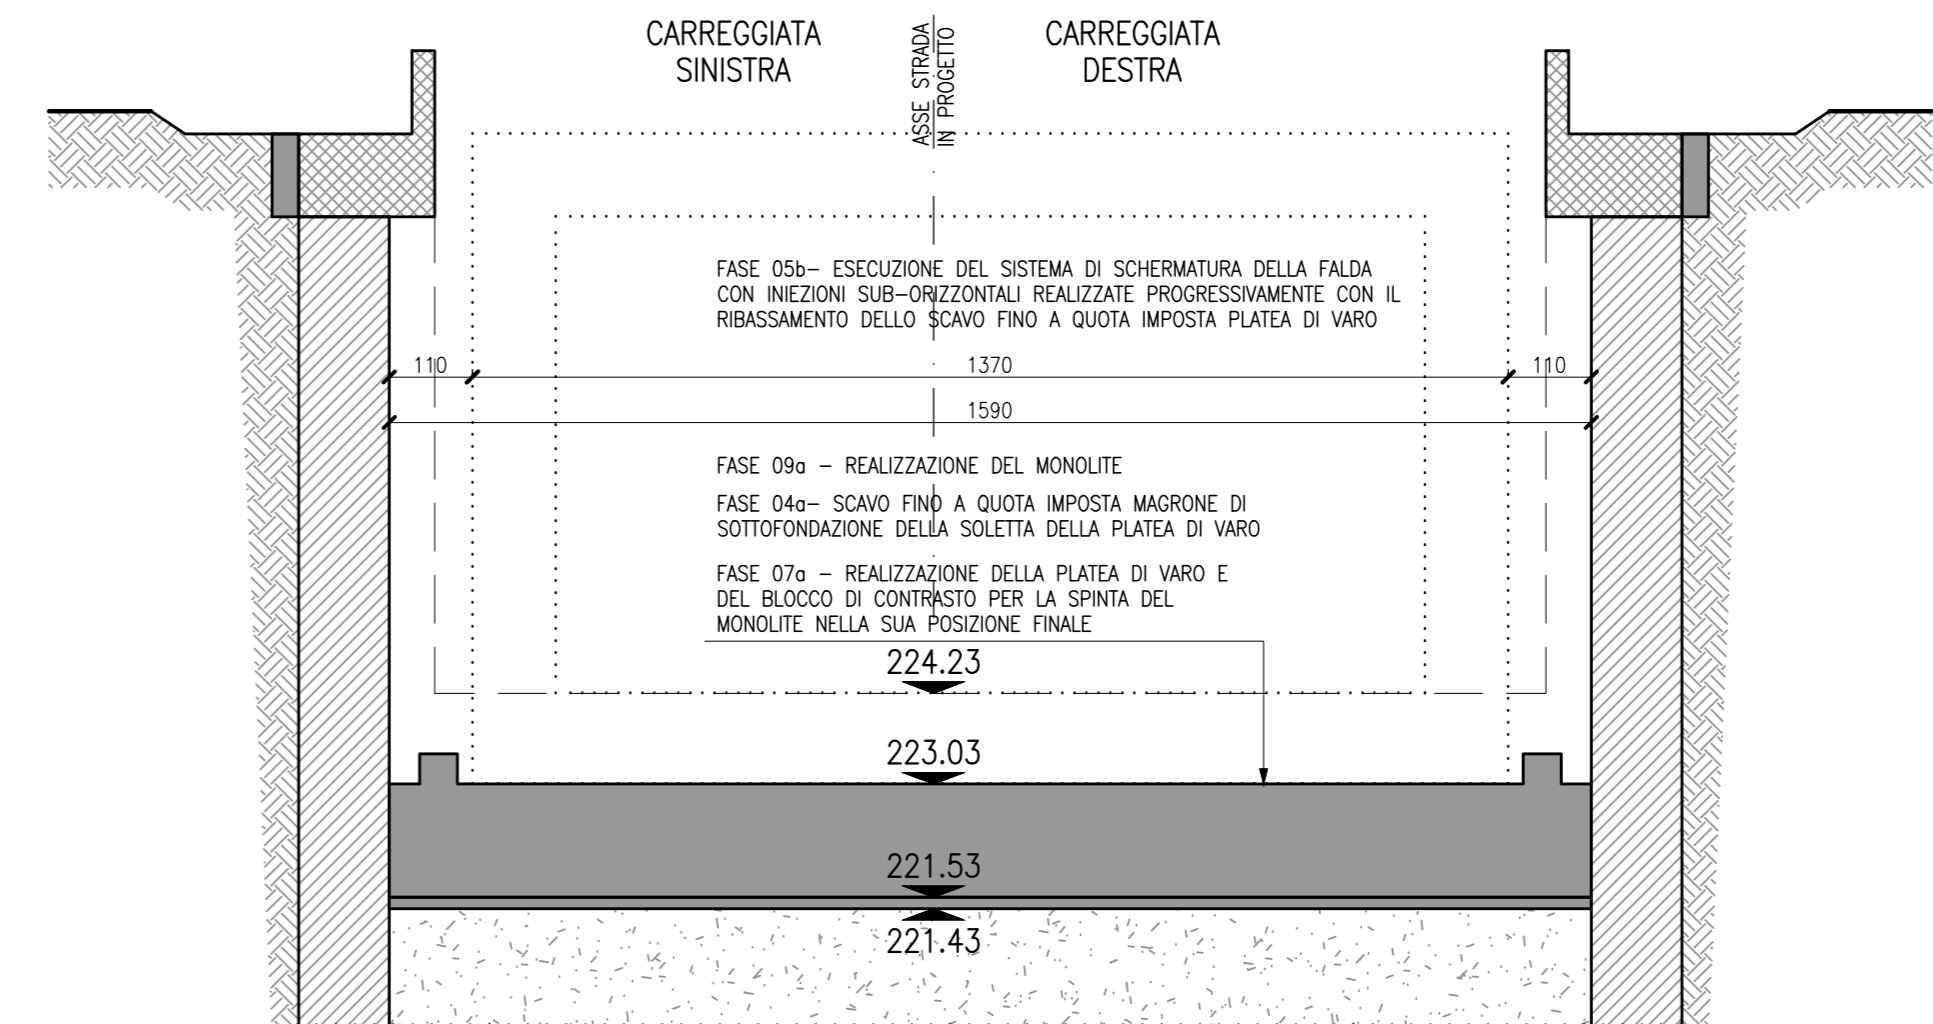 CARREGGIATA
SINISTRA
ASSE STRADA
IN PROGETTO
CARREGGIATA
DESTRA
FASE 05b- ESECUZIONE DEL SISTEMA DI SCHERMATURA DELLA FALDA
CON INIEZIONI SUB-ORIZZONTALI REALIZZATE PROGRESSIVAMENTE CON IL
RIBASSAMENTO DELLO SCAVO FINO A QUOTA IMPOSTA PLATEA DI VARO
110
1370
110
1590
FASE 09a - REALIZZAZIONE DEL MONOLITE
FASE 04a- SCAVO FINO A QUOTA IMPOSTA MAGRONE DI
SOTTOFONDAZIONE DELLA SOLETTA DELLA PLATEA DI VARO
FASE 07a - REALIZZAZIONE DELLA PLATEA DI VARO E
DEL BLOCCO DI CONTRASTO PER LA SPINTA DEL
MONOLITE NELLA SUA POSIZIONE FINALE
224.23
223.03
221.53
221.43